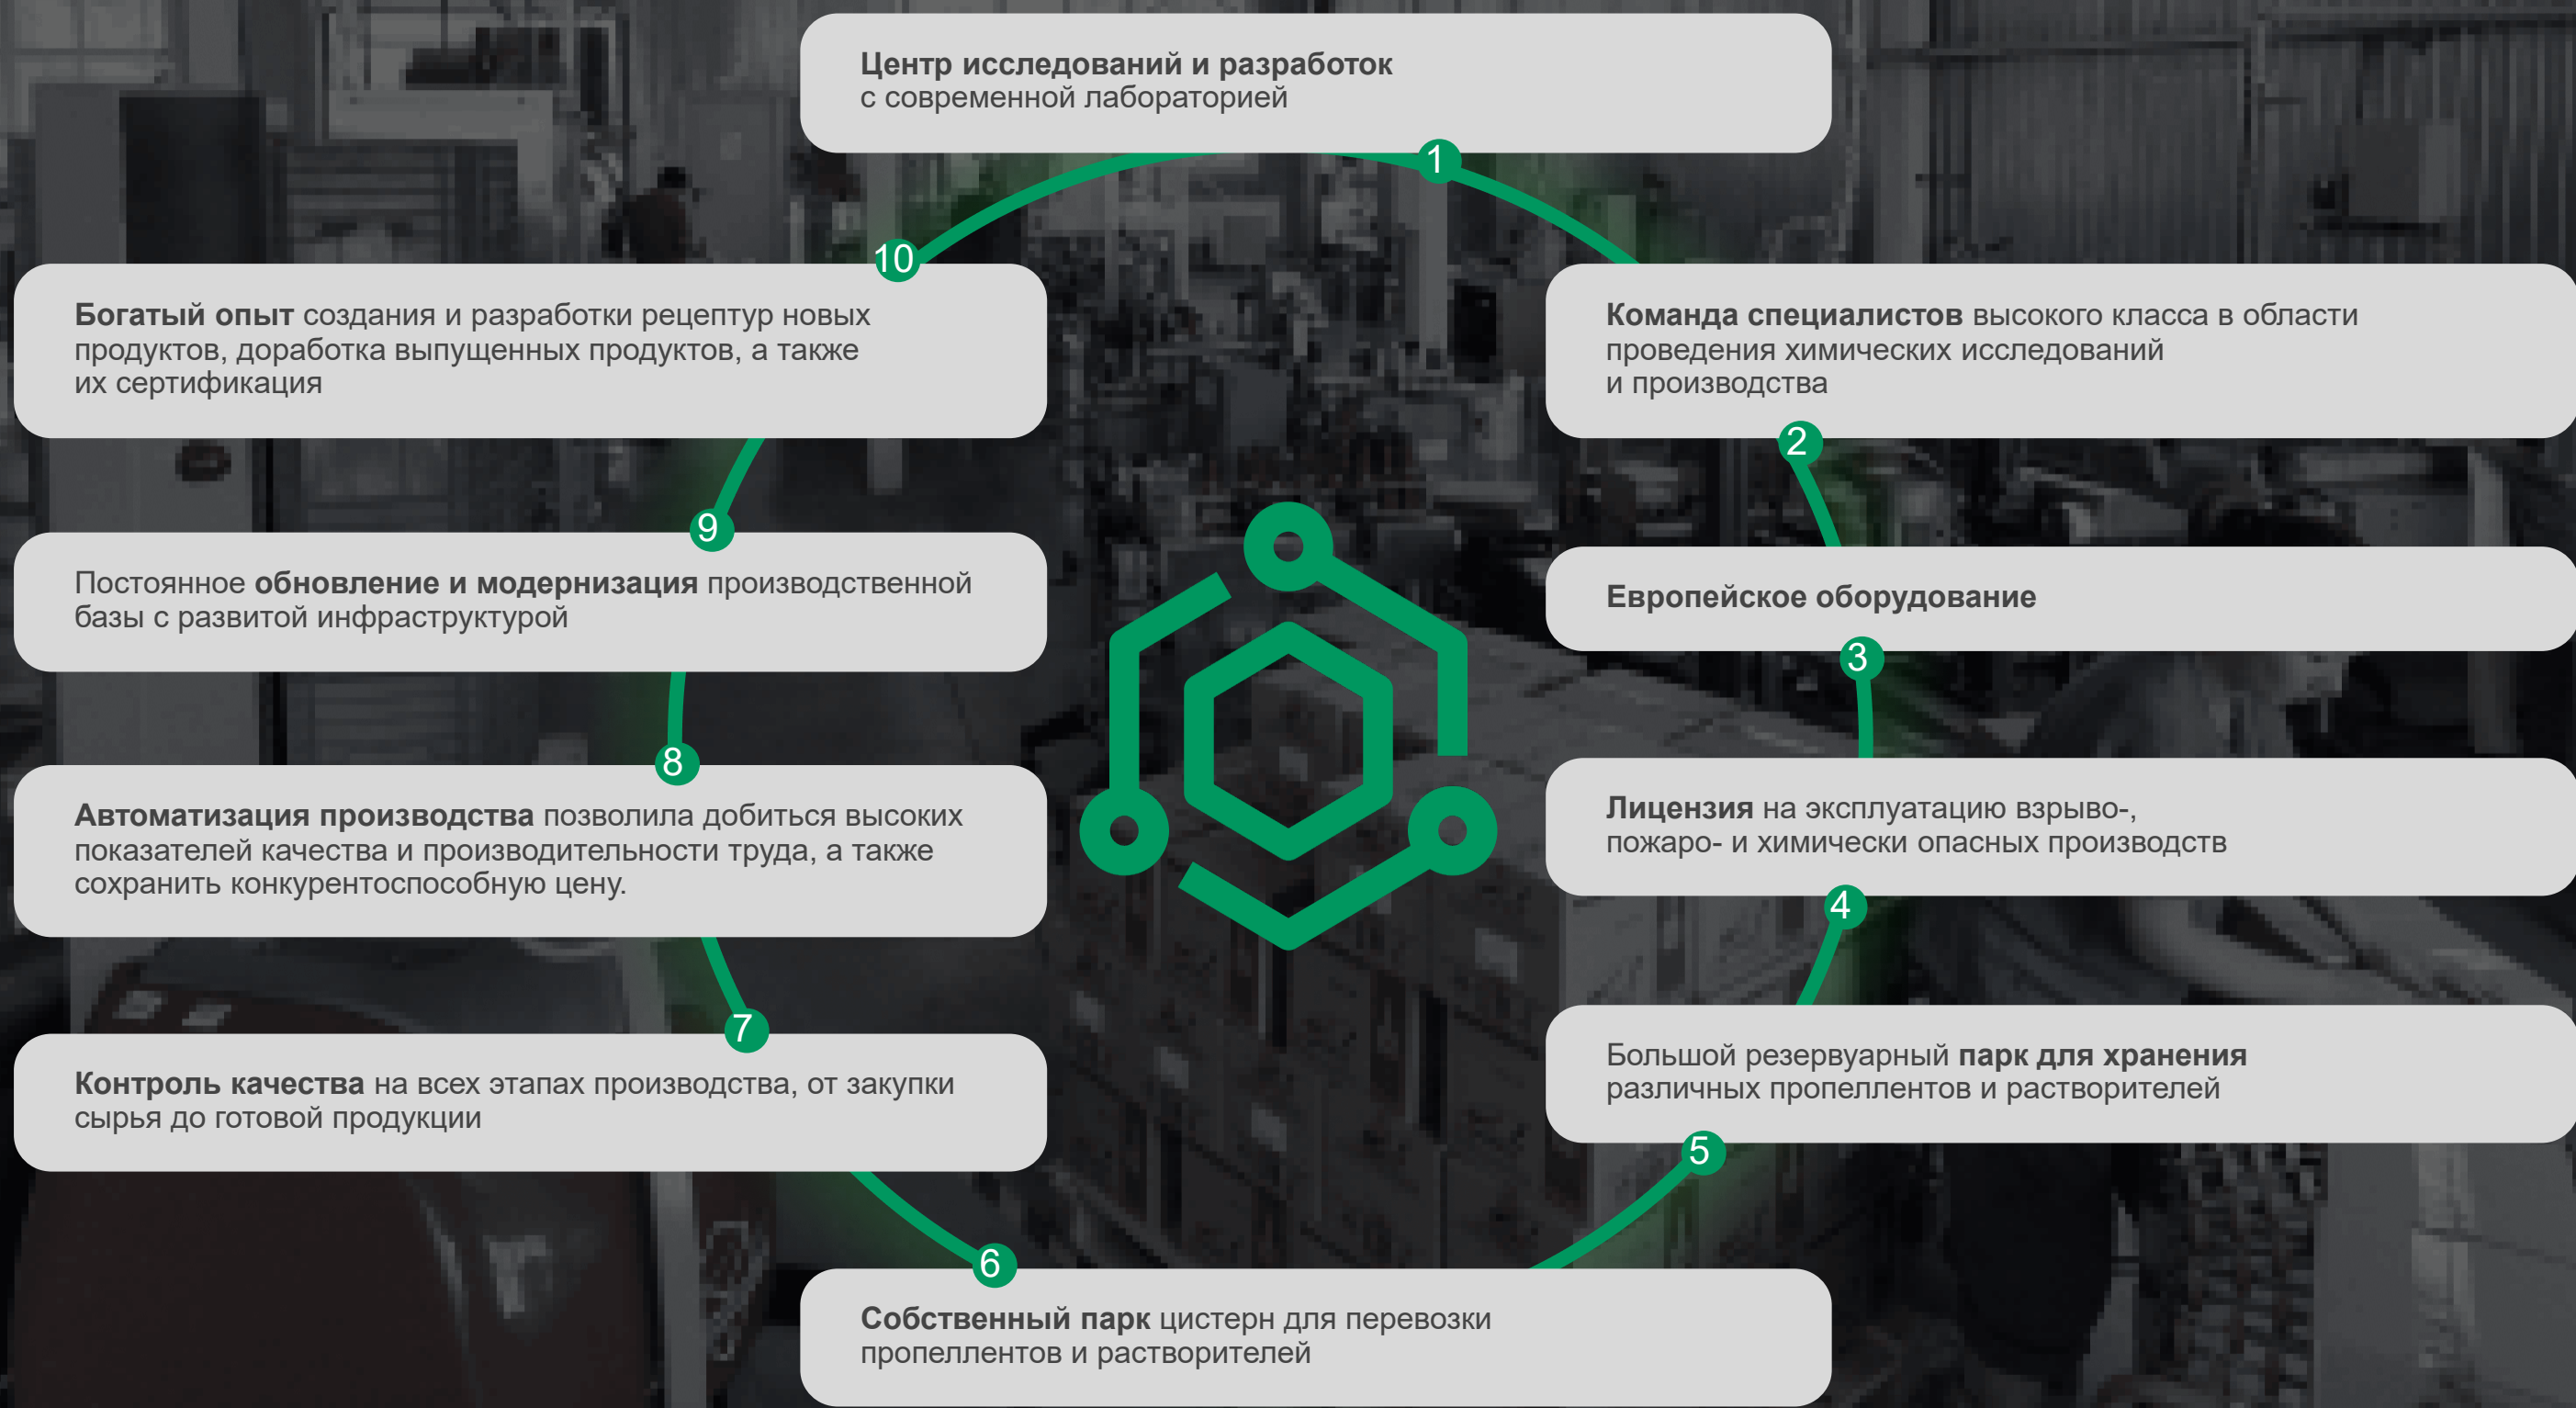 Центр исследований и разработок
с современной лабораторией
1
Команда специалистов высокого класса в области
проведения химических исследований
и производства
2
Европейское оборудование
3
Лицензия на эксплуатацию взрыво-,
пожаро- и химически опасных производств
4
Большой резервуарный парк для хранения
различных пропеллентов и растворителей
5
6
Собственный парк цистерн для перевозки
пропеллентов и растворителей
7
Контроль качества на всех этапах производства, от закупки
сырья до готовой продукции
8
Автоматизация производства позволила добиться высоких
показателей качества и производительности труда, а также
сохранить конкурентоспособную цену.
9
Постоянное обновление и модернизация производственной
базы с развитой инфраструктурой
10
Богатый опыт создания и разработки рецептур новых
продуктов, доработка выпущенных продуктов, а также
их сертификация